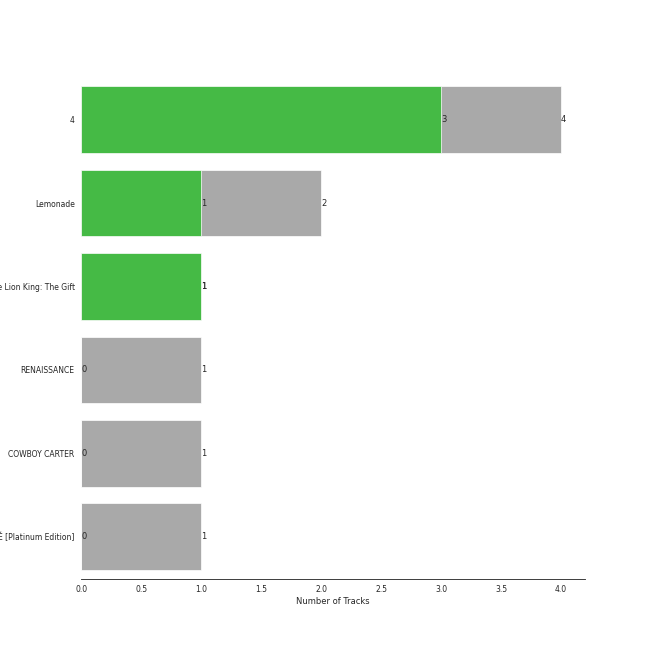 4 3 4
Lemonade 1 2
e Lion King: The Gift 1
RENAISSANCE 0 1
COWBOY CARTER 0 1
É [Platinum Edition] 0 1
0.0 0.5 1.0 1.5 2.0 2.5 3.0 3.5 4.0
Number of Tracks